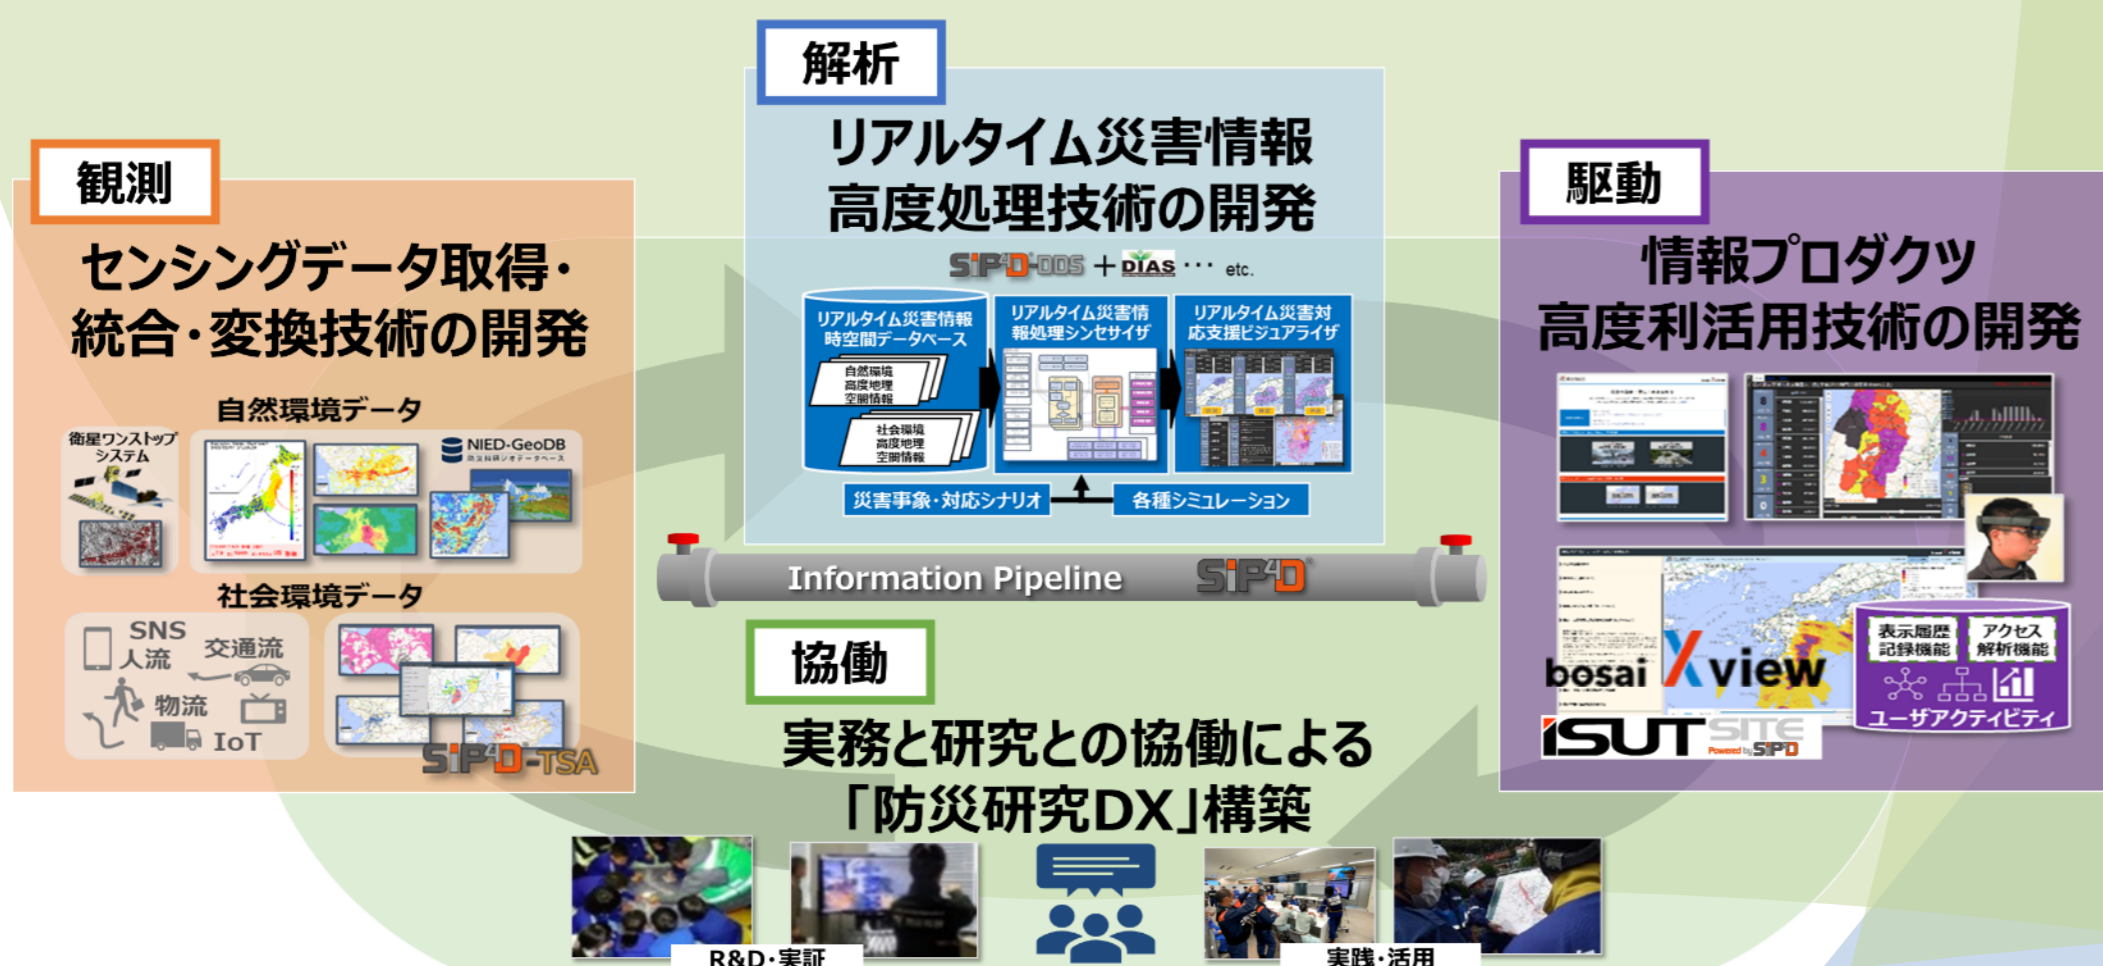 観測
センシングデータ取得・
統合・変換技術の開発
自然環境データ
衛星ワンストップ
システム
NIED-GeoDB
防災科研ジオデータベース
社会環境データ
SNS
人流
交通流
物流
IoT
SIP4D-TSA
解析
リアルタイム災害情報
高度処理技術の開発
SIP4D-DDS + DIAS ・・・ etc.
リアルタイム災害情報
時空間データベース
自然環境
高度地理
空間情報
社会環境
高度地理
空間情報
リアルタイム災害情
報処理シンセサイザ
リアルタイム災害対
応支援ビジュアライザ
災害事象・対応シナリオ
各種シミュレーション
Information Pipeline SIP4D
協働
実務と研究との協働による
「防災研究DX」構築
R&D・実証
実践・活用
駆動
情報プロダクツ
高度利活用技術の開発
bosai Xview
ISUT SITE
Powered by SIP4D
表示履歴
記録機能
アクセス
解析機能
ユーザアクティビティ